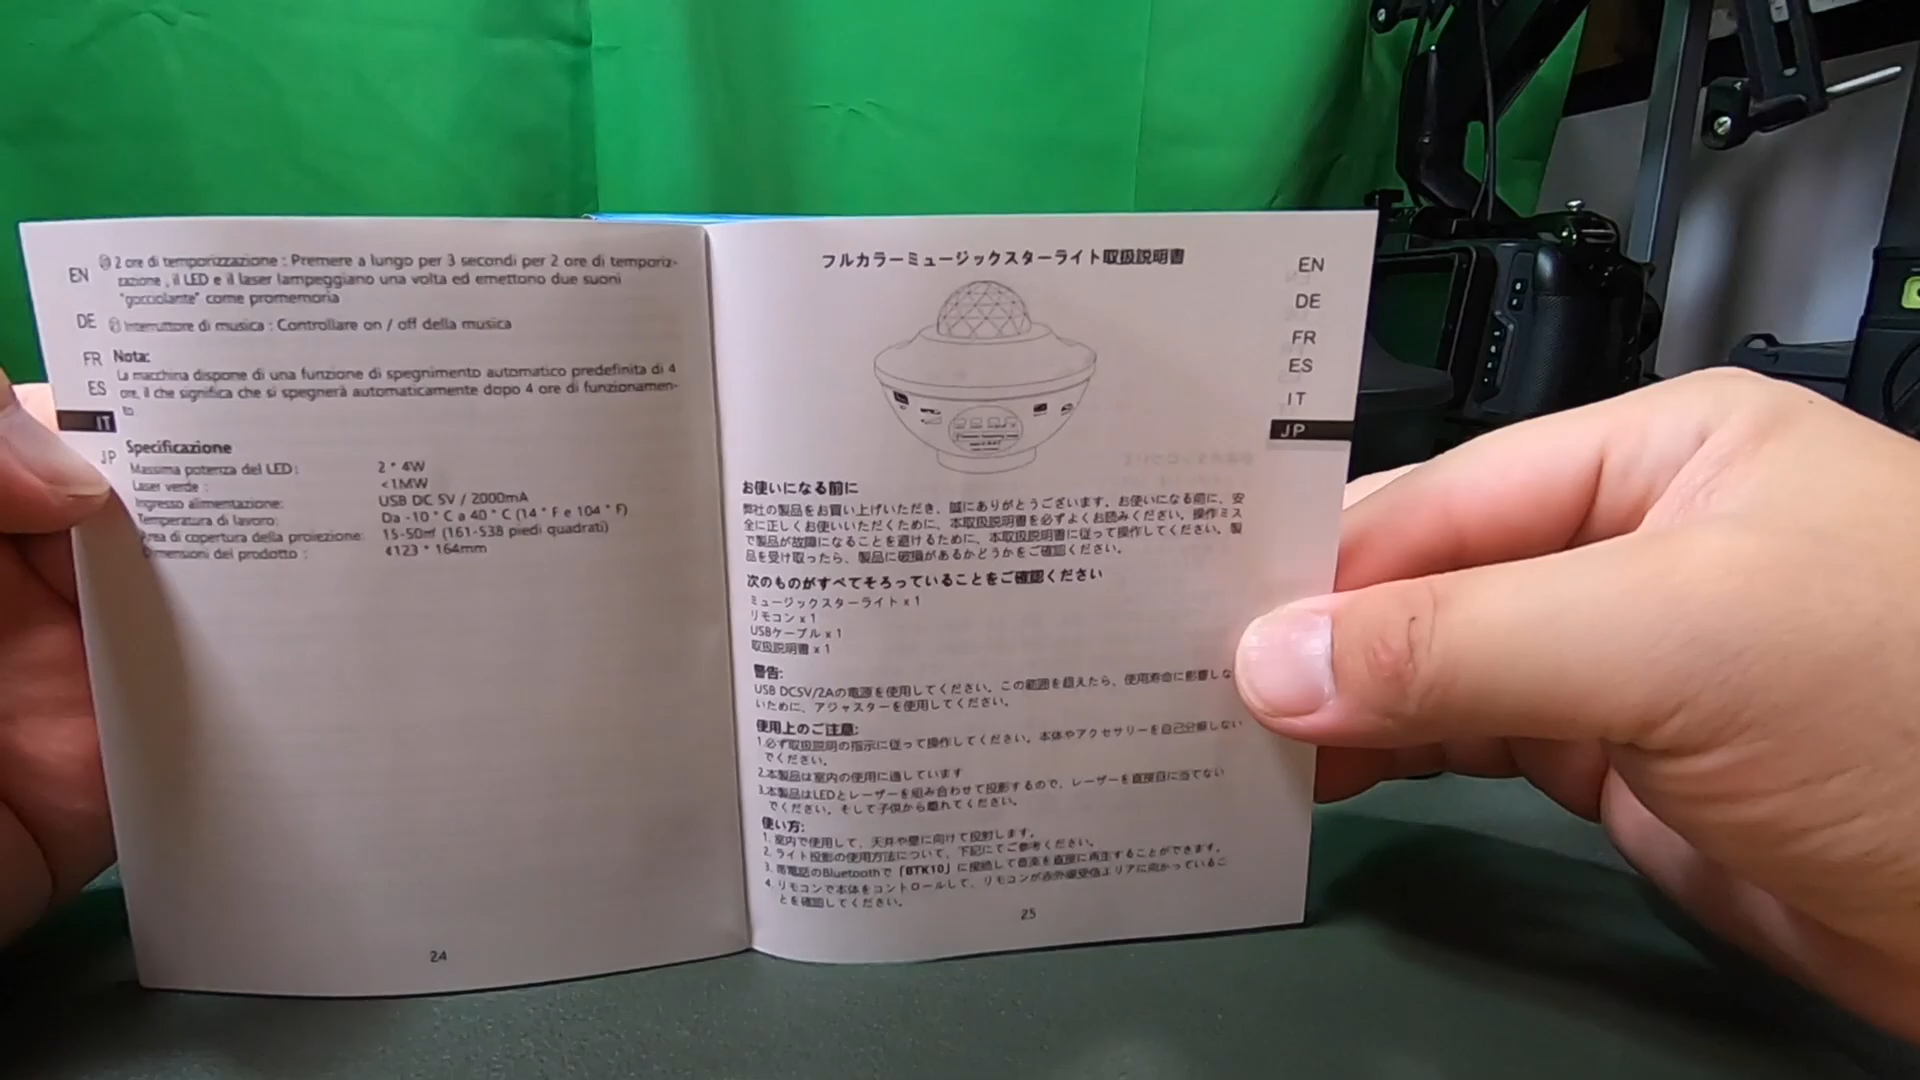 EN
DE
FR
ES
IT
JP
2 ore di temporizzazione : Premere a lungo per 3 secondi per 2 ore di temporiz-
zazione , il LED e il laser lampeggiano una volta ed emettono due suoni
"gocciolante" come promemoria
Interruttore di musica : Controllare on / off della musica
Nota:
La macchina dispone di una funzione di spegnimento automatico predefinita di 4
ore, il che significa che si spegnerà automaticamente dopo 4 ore di funzionamen-
to
Specificazione
Massima potenza del LED: 2 * 4W
Laser verde : <1MW
Ingresso alimentazione: USB DC 5V / 2000mA
Temperatura di lavoro: Da -10 ° C a 40 ° C (14 ° F e 104 ° F)
Area di copertura della proiezione: 15-50㎡ (161-538 piedi quadrati)
Dimensioni del prodotto : ¢123 * 164mm
24
フルカラーミュージックスターライト取扱説明書
EN
DE
FR
ES
IT
JP
お使いになる前に
弊社の製品をお買い上げいただき、誠にありがとうございます。お使いになる前に、安
全に正しくお使いいただくために、本取扱説明書を必ずよくお読みください。操作ミス
で製品が故障になることを避けるために、本取扱説明書に従って操作してください。製
品を受け取ったら、製品に破損があるかどうかをご確認ください。
次のものがすべてそろっていることをご確認ください
ミュージックスターライト x 1
リモコン x 1
USBケーブル x 1
取扱説明書 x 1
警告:
USB DC5V/2Aの電源を使用してください。この範囲を超えたら、使用寿命に影響しな
いために、アジャスターを使用してください。
使用上のご注意:
1.必ず取扱説明の指示に従って操作してください。本体やアクセサリーを自己分解しない
でください。
2.本製品は室内の使用に適しています
3.本製品はLEDとレーザーを組み合わせて投影するので、レーザーを直接目に当てない
でください。そして子供から離れてください。
使い方:
1. 室内で使用して、天井や壁に向けて投射します。
2. ライト投影の使用方法について、下記にてご参考ください。
3. 携電話のBluetoothで「BTK10」に接続して音楽を直接に再生することができます。
4. リモコンで本体をコントロールして、リモコンが赤外線受信エリアに向かっているこ
とを確認してください。
25